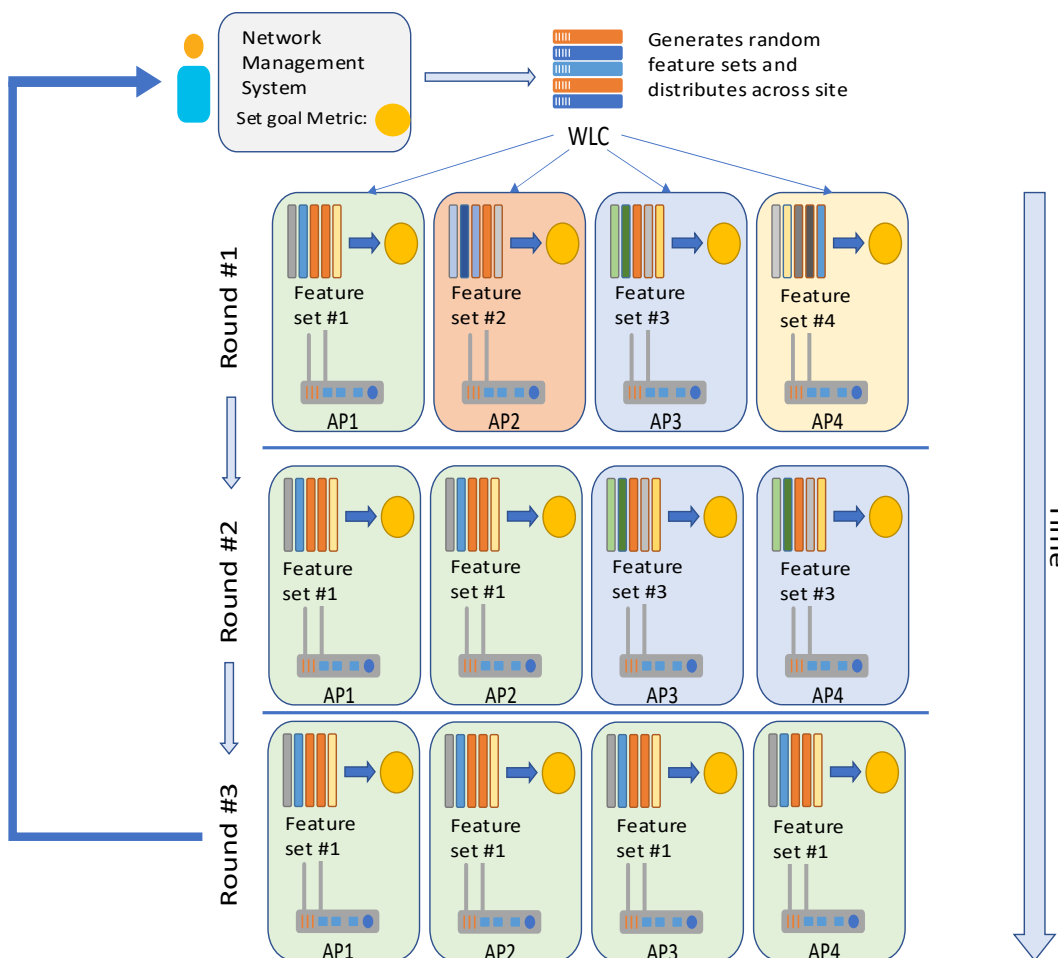 Network
Management
System
Set goal Metric:
Generates random
feature sets and
distributes across site
WLC
Round #1
Feature
set #1
AP1
Feature
set #2
AP2
Feature
set #3
AP3
Feature
set #4
AP4
Round #2
Feature
set #1
AP1
Feature
set #1
AP2
Feature
set #3
AP3
Feature
set #3
AP4
Round #3
Feature
set #1
AP1
Feature
set #1
AP2
Feature
set #1
AP3
Feature
set #1
AP4
Time